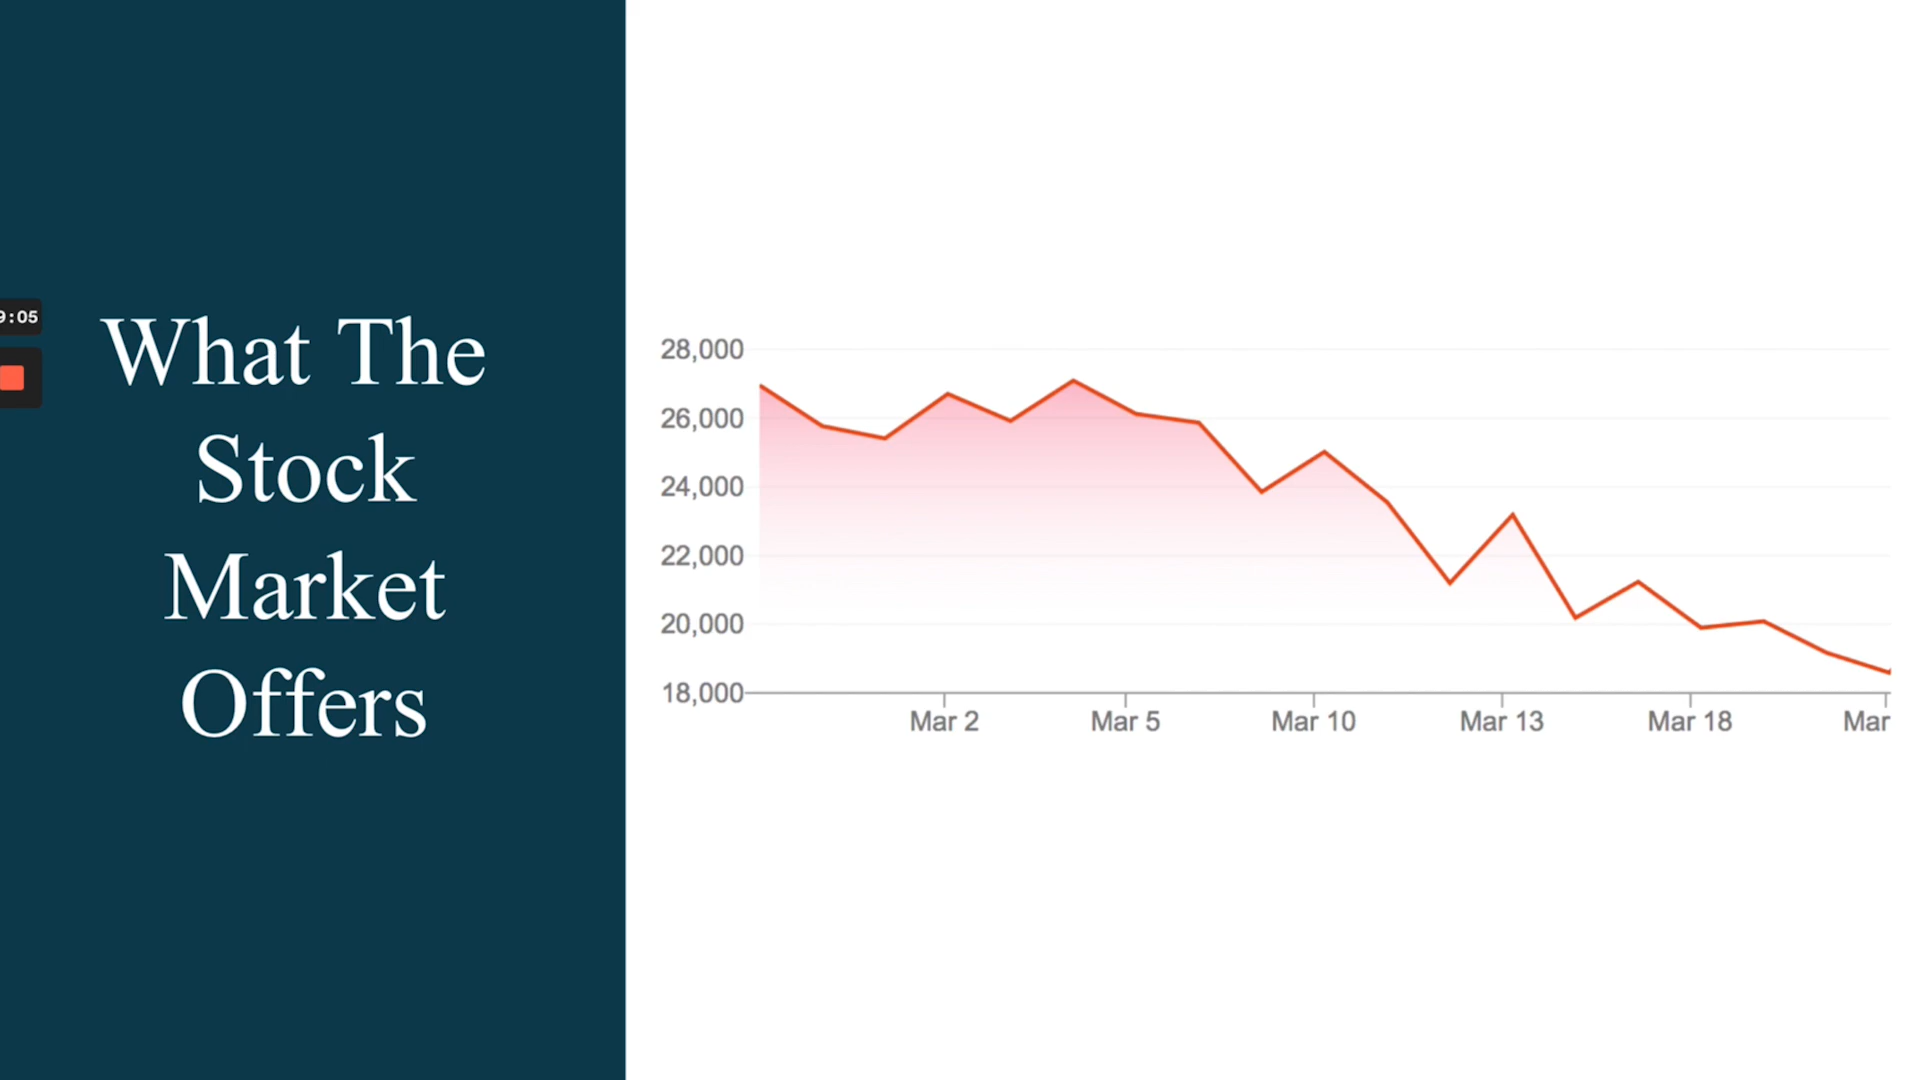 What The
Stock
Market
Offers
9:05
28,000
26,000
24,000
22,000
20,000
18,000
Mar 2
Mar 5
Mar 10
Mar 13
Mar 18
Mar